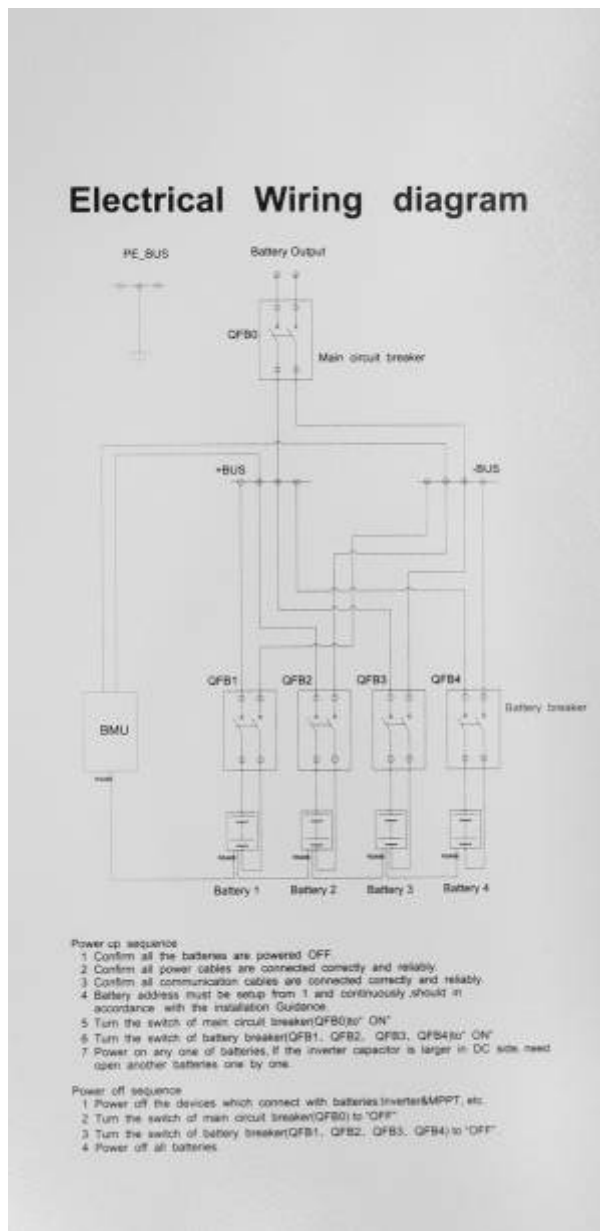 Electrical Wiring diagram
PE_BUS
Battery Output
QFB0
Main circuit breaker
+BUS
-BUS
QFB1
QFB2
QFB3
QFB4
Battery breaker
BMU
Battery 1
Battery 2
Battery 3
Battery 4
Power up sequence
1 Confirm all the batteries are powered OFF.
2 Confirm all power cables are connected correctly and reliably.
3 Confirm all communication cables are connected correctly and reliably.
4 Battery address must be setup from 1 and continuously ,should in
accordance with the installation Guidance.
5 Turn the switch of main circuit breaker(QFB0)to" ON"
6 Turn the switch of battery breaker(QFB1, QFB2, QFB3, QFB4)to" ON"
7 Power on any one of batteries, If the inverter capacitor is larger in DC side need
open another batteries one by one.
Power off sequence
1 Power off the devices which connect with batteries:Inverter&MPPT, etc.
2 Turn the switch of main circuit breaker(QFB0) to "OFF"
3 Turn the switch of battery breaker(QFB1, QFB2, QFB3, QFB4) to "OFF"
4 Power off all batteries.